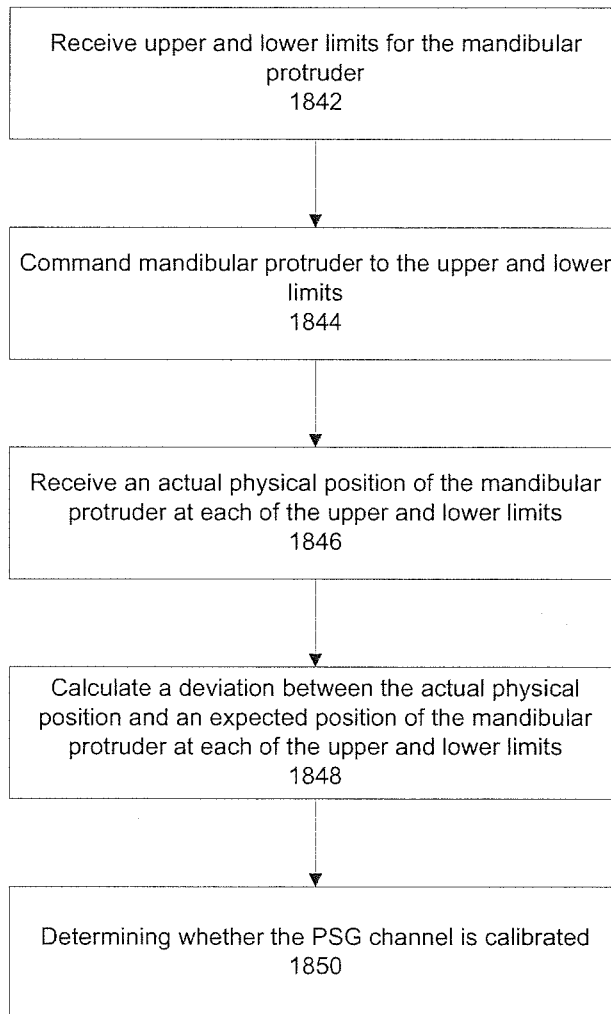 Receive upper and lower limits for the mandibular
protruder
1842
Command mandibular protruder to the upper and lower
limits
1844
Receive an actual physical position of the mandibular
protruder at each of the upper and lower limits
1846
Calculate a deviation between the actual physical
position and an expected position of the mandibular
protruder at each of the upper and lower limits
1848
Determining whether the PSG channel is calibrated
1850